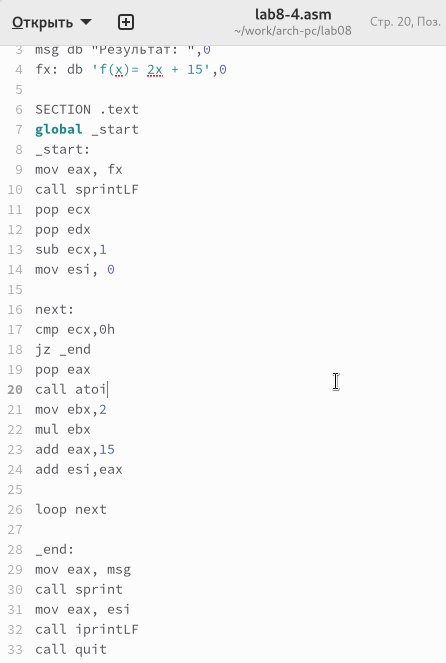 Открыть
lab8-4.asm
~/work/arch-pc/lab08
Стр. 20, Поз.
3 msg db "Результат: ",0
4 fx: db 'f(x)= 2x + 15',0
5
6 SECTION .text
7 global _start
8 _start:
9 mov eax, fx
10 call sprintLF
11 pop ecx
12 pop edx
13 sub ecx,1
14 mov esi, 0
15
16 next:
17 cmp ecx,0h
18 jz _end
19 pop eax
20 call atoi
21 mov ebx,2
22 mul ebx
23 add eax,15
24 add esi,eax
25
26 loop next
27
28 _end:
29 mov eax, msg
30 call sprint
31 mov eax, esi
32 call iprintLF
33 call quit